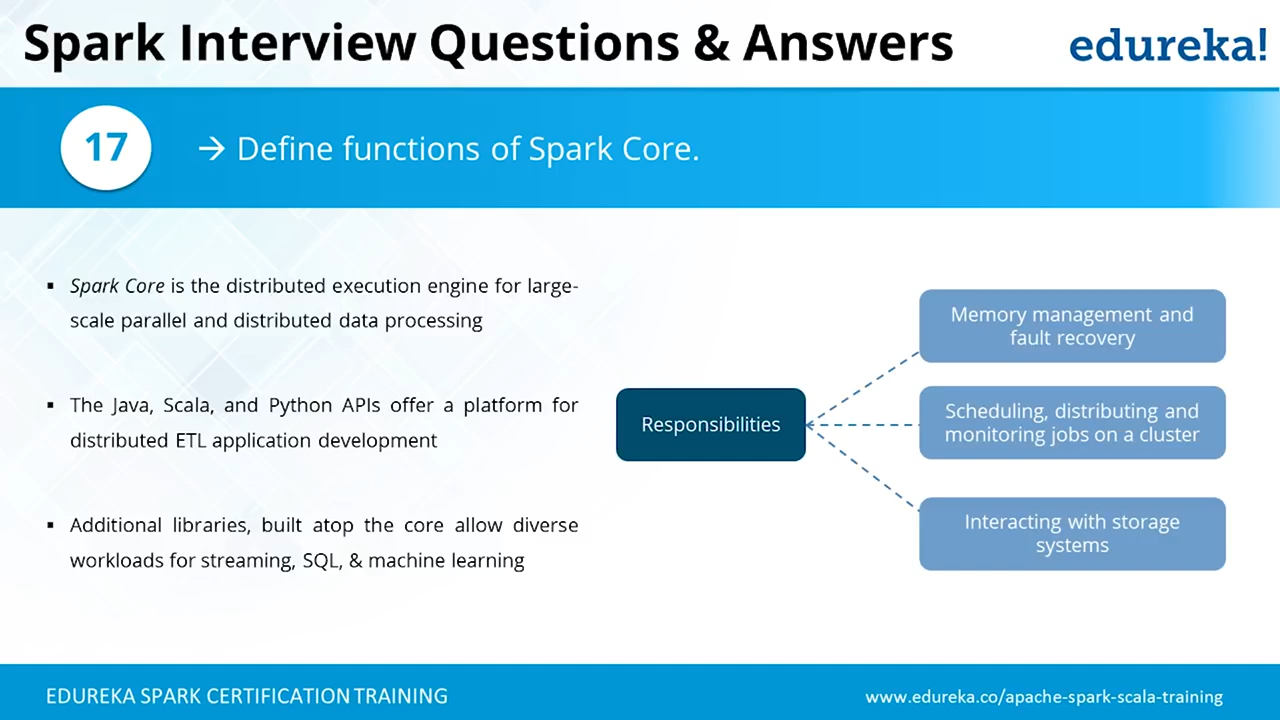 Spark Interview Questions & Answers
edureka!
17
→ Define functions of Spark Core.
▪ Spark Core is the distributed execution engine for large-
scale parallel and distributed data processing
▪ The Java, Scala, and Python APIs offer a platform for
distributed ETL application development
▪ Additional libraries, built atop the core allow diverse
workloads for streaming, SQL, & machine learning
Responsibilities
Memory management and
fault recovery
Scheduling, distributing and
monitoring jobs on a cluster
Interacting with storage
systems
EDUREKA SPARK CERTIFICATION TRAINING
www.edureka.co/apache-spark-scala-training